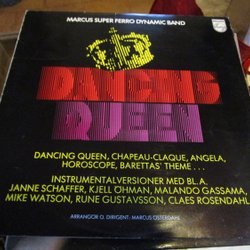 MARCUS SUPER FERRO DYNAMIC BAND
PHILIPS
DANCING
QUEEN
DANCING QUEEN, CHAPEAU-CLAQUE, ANGELA,
HOROSCOPE, BARETTAS' THEME . . .
INSTRUMENTALVERSIONER MED BL.A.
JANNE SCHAFFER, KJELL ÖHMAN, MALANDO GASSAMA,
MIKE WATSON, RUNE GUSTAVSSON, CLAES ROSENDAHL
ARRANGÖR O. DIRIGENT: MARCUS ÖSTERDAHL